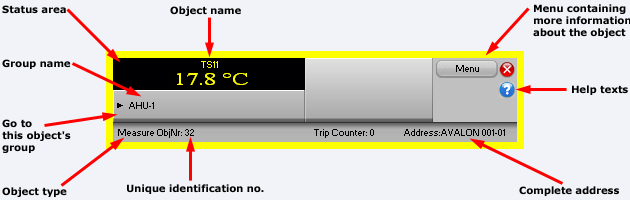 Status area
Object name
Menu containing
more information
about the object
TS11
17.8 °C
Menu
Group name
AHU-1
Help texts
Go to
this object's
group
Measure ObjNr: 32
Trip Counter: 0
Address:AVALON 001-01
Object type
Unique identification no.
Complete address